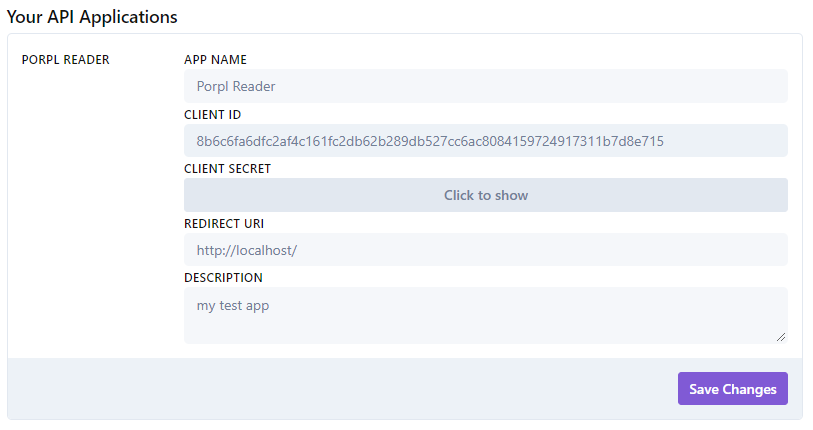 Your API Applications
PORPL READER
APP NAME
Porpl Reader
CLIENT ID
8b6c6fa6dfc2af4c161fc2db62b289db527cc6ac8084159724917311b7d8e715
CLIENT SECRET
Click to show
REDIRECT URI
http://localhost/
DESCRIPTION
my test app
Save Changes